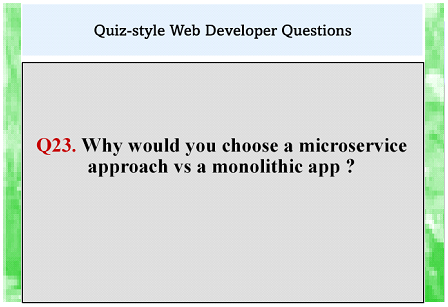 Quiz-style Web Developer Questions
Q23. Why would you choose a microservice
approach vs a monolithic app ?